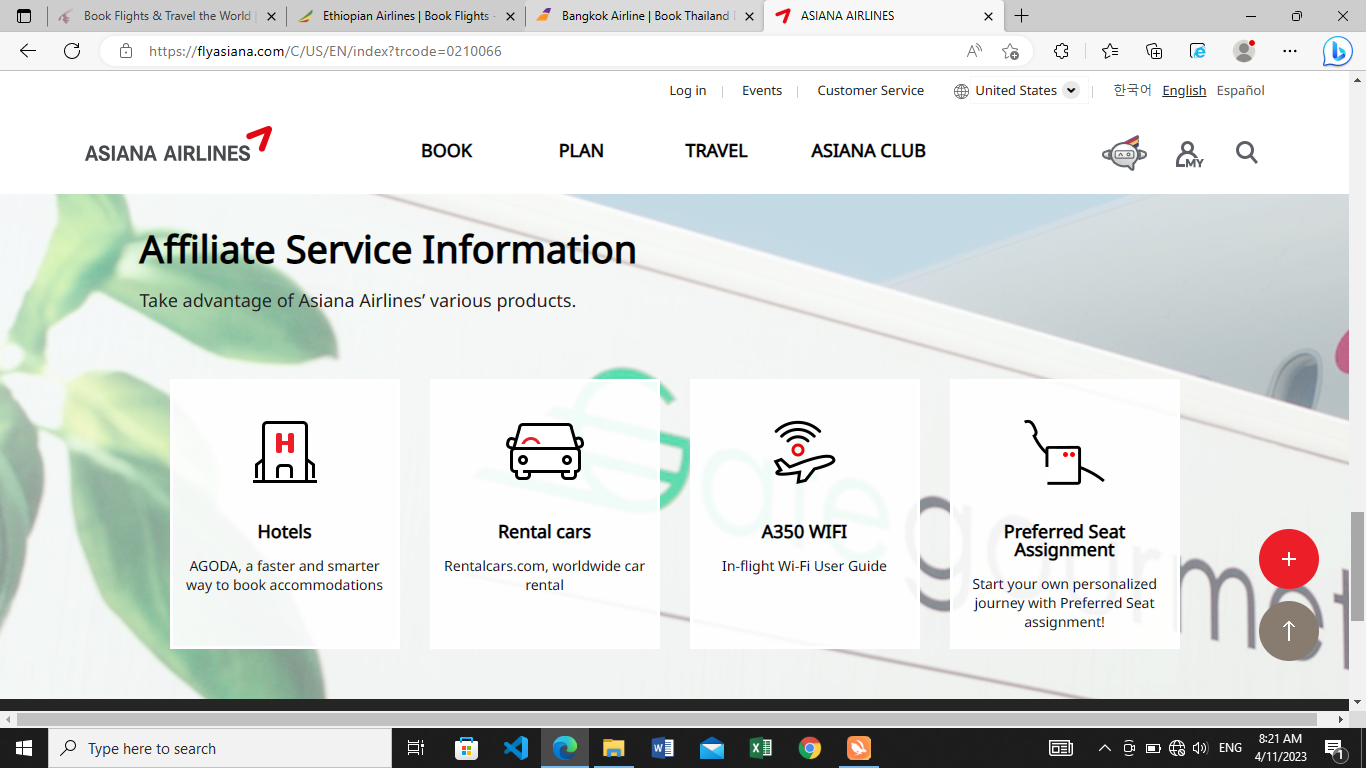 Book Flights & Travel the World |
Ethiopian Airlines | Book Flights
Bangkok Airline | Book Thailand
ASIANA AIRLINES
https://flyasiana.com/C/US/EN/index?trcode=0210066
Log in
Events
Customer Service
United States
한국어
English
Español
ASIANA AIRLINES
BOOK
PLAN
TRAVEL
ASIANA CLUB
MY
Affiliate Service Information
Take advantage of Asiana Airlines’ various products.
H
Hotels
AGODA, a faster and smarter
way to book accommodations
Rental cars
Rentalcars.com, worldwide car
rental
A350 WIFI
In-flight Wi-Fi User Guide
Preferred Seat
Assignment
Start your own personalized
journey with Preferred Seat
assignment!
gategourmet
Type here to search
ENG
8:21 AM
4/11/2023
1